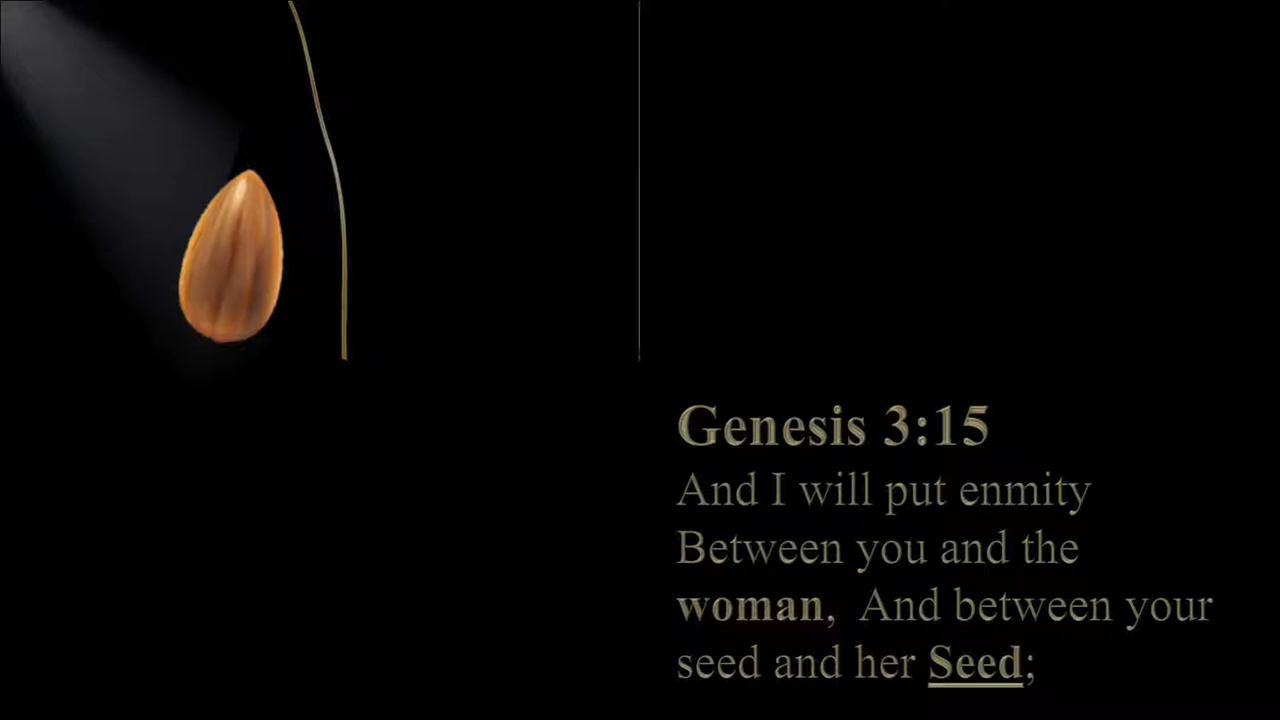 Genesis 3:15
And I will put enmity
Between you and the
woman,  And between your
seed and her Seed;